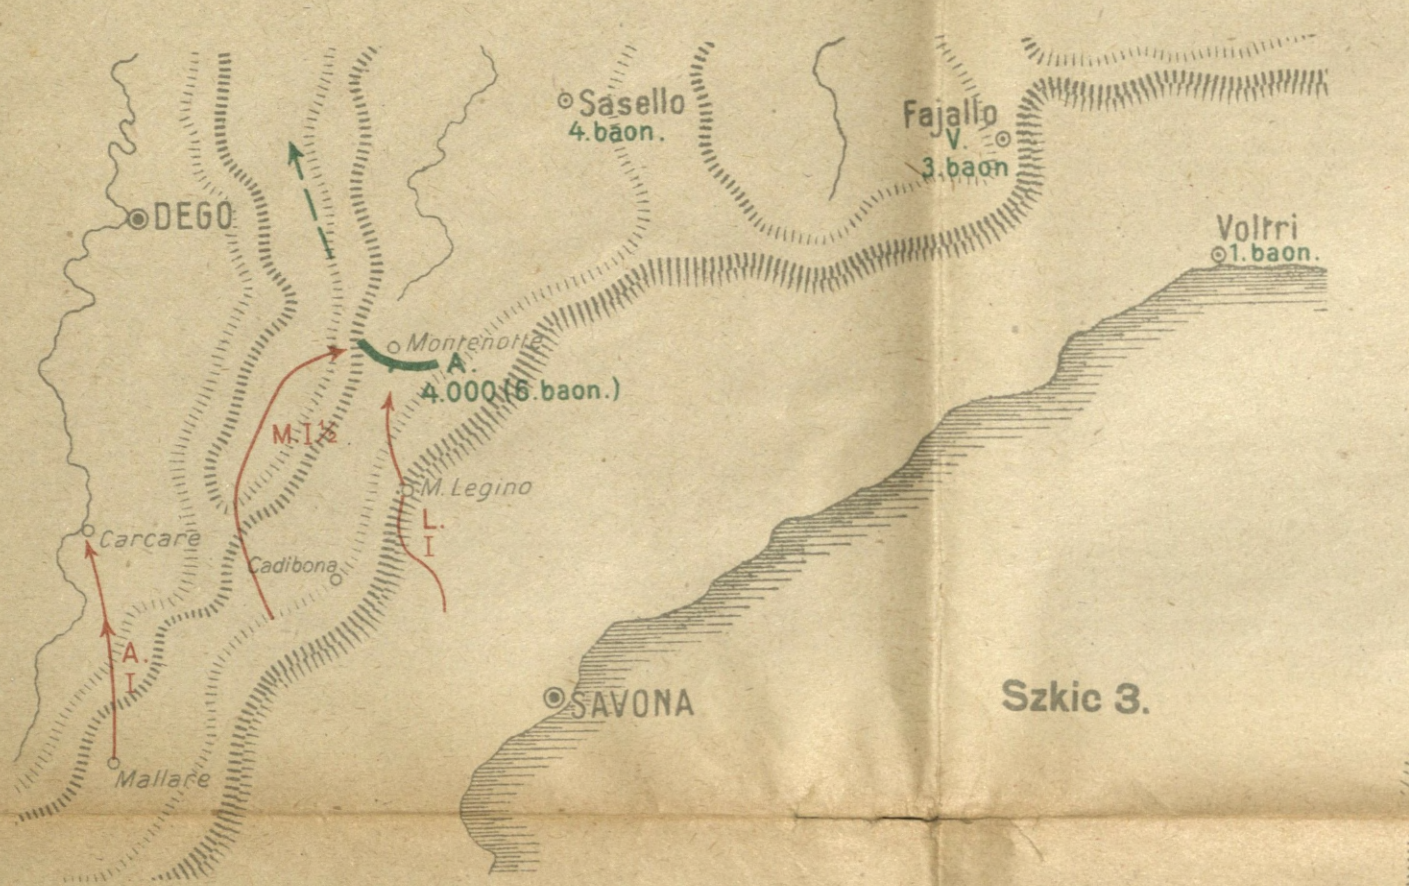 Sasello
4.baon.
Fajallo
V.
3.baon
DEGO
Voltri
1.baon.
Montenotte
A.
4.000(6.baon.)
M.I½
M.Legino
L.
I
Carcare
Cadibona
A.
I
SAVONA
Szkic 3.
Mallare